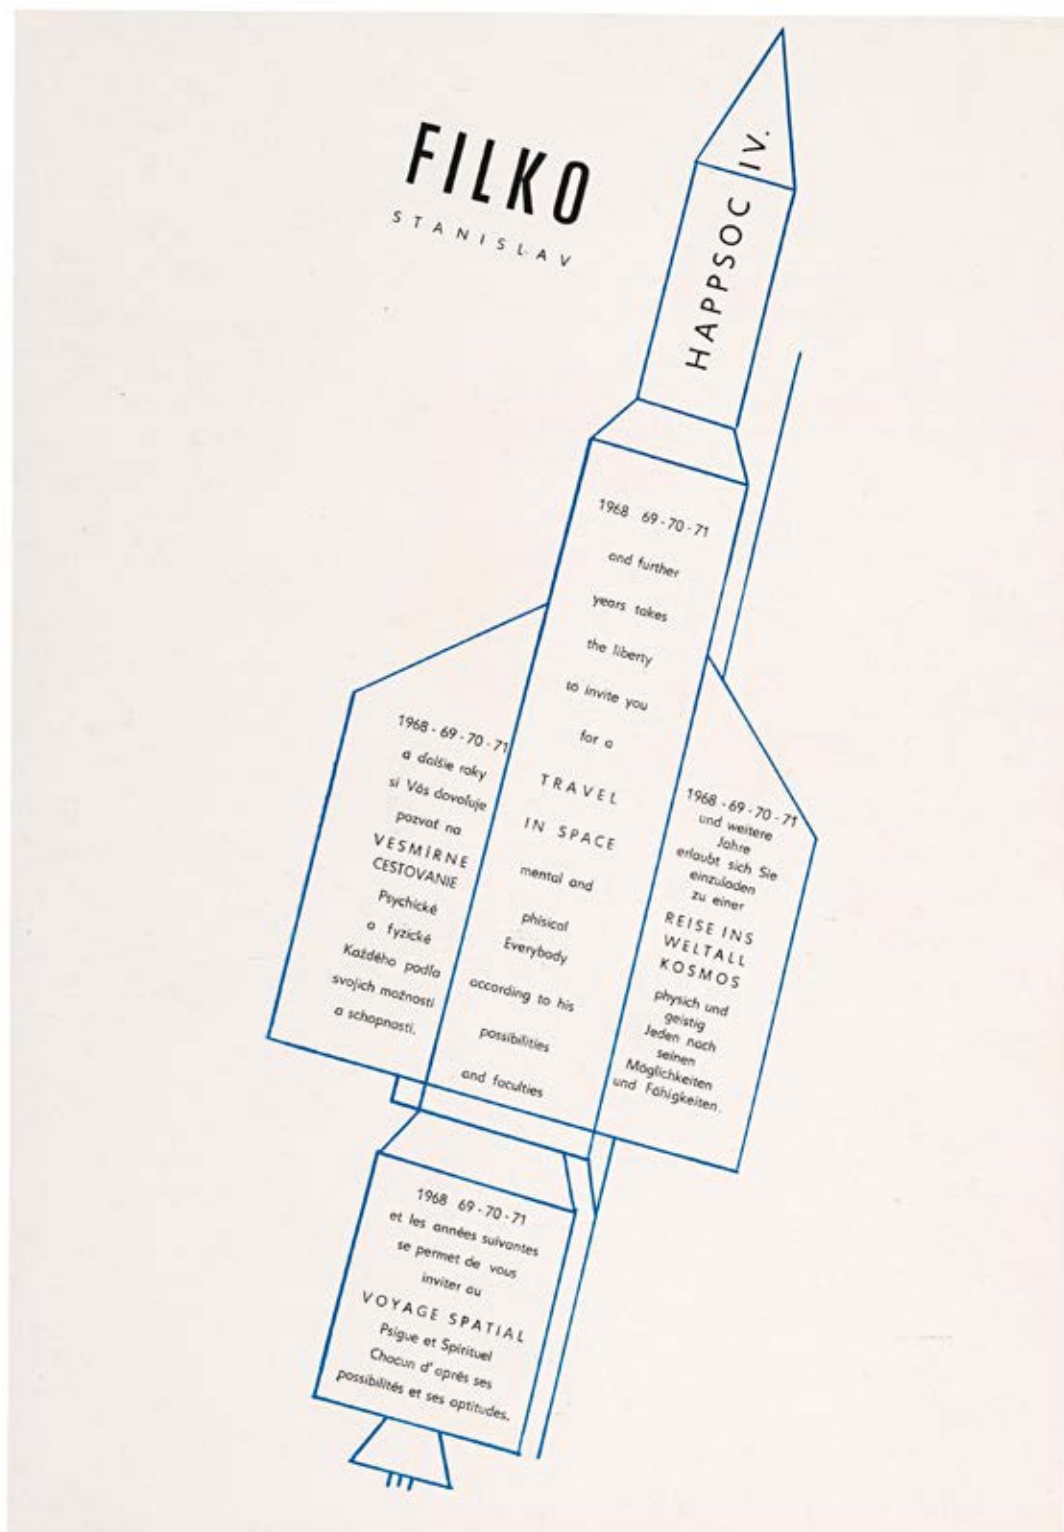 FILKO
STANISLAV
HAPPSOC IV.
1968 69-70-71
and further
years takes
the liberty
to invite you
for a
TRAVEL
IN SPACE
mental and
phisical
Everybody
according to his
possibilities
and faculties
1968-69-70-71
a dalšie roky
si Vás dovoľuje
pozvať na
VESMÍRNE
CESTOVANIE
Psychické
a fyzické
Každého podľa
svojich možností
a schopností.
1968-69-70-71
und weitere
Jahre
erlaubt sich Sie
einzuladen
zu einer
REISE INS
WELTALL
KOSMOS
physich und
geistig
Jeden nach
seinen
Möglichkeiten
und Fähigkeiten.
1968 69-70-71
et les années suivantes
se permet de vous
inviter au
VOYAGE SPATIAL
Psigue et Spirituel
Chacun d'après ses
possibilités et ses aptitudes.